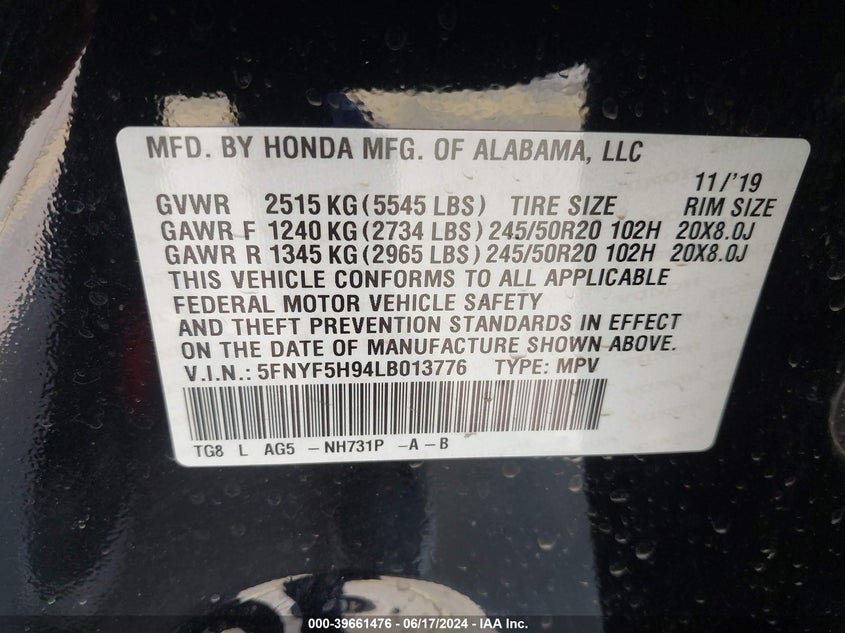 MFD. BY HONDA MFG. OF ALABAMA, LLC
11/'19
GVWR 2515 KG (5545 LBS) TIRE SIZE RIM SIZE
GAWR F 1240 KG (2734 LBS) 245/50R20 102H 20X8.0J
GAWR R 1345 KG (2965 LBS) 245/50R20 102H 20X8.0J
THIS VEHICLE CONFORMS TO ALL APPLICABLE
FEDERAL MOTOR VEHICLE SAFETY
AND THEFT PREVENTION STANDARDS IN EFFECT
ON THE DATE OF MANUFACTURE SHOWN ABOVE.
V.I.N.: 5FNYF5H94LB013776 TYPE: MPV
TG8 L AG5 – NH731P – A – B
000-39661476 - 06/17/2024 - IAAI.com